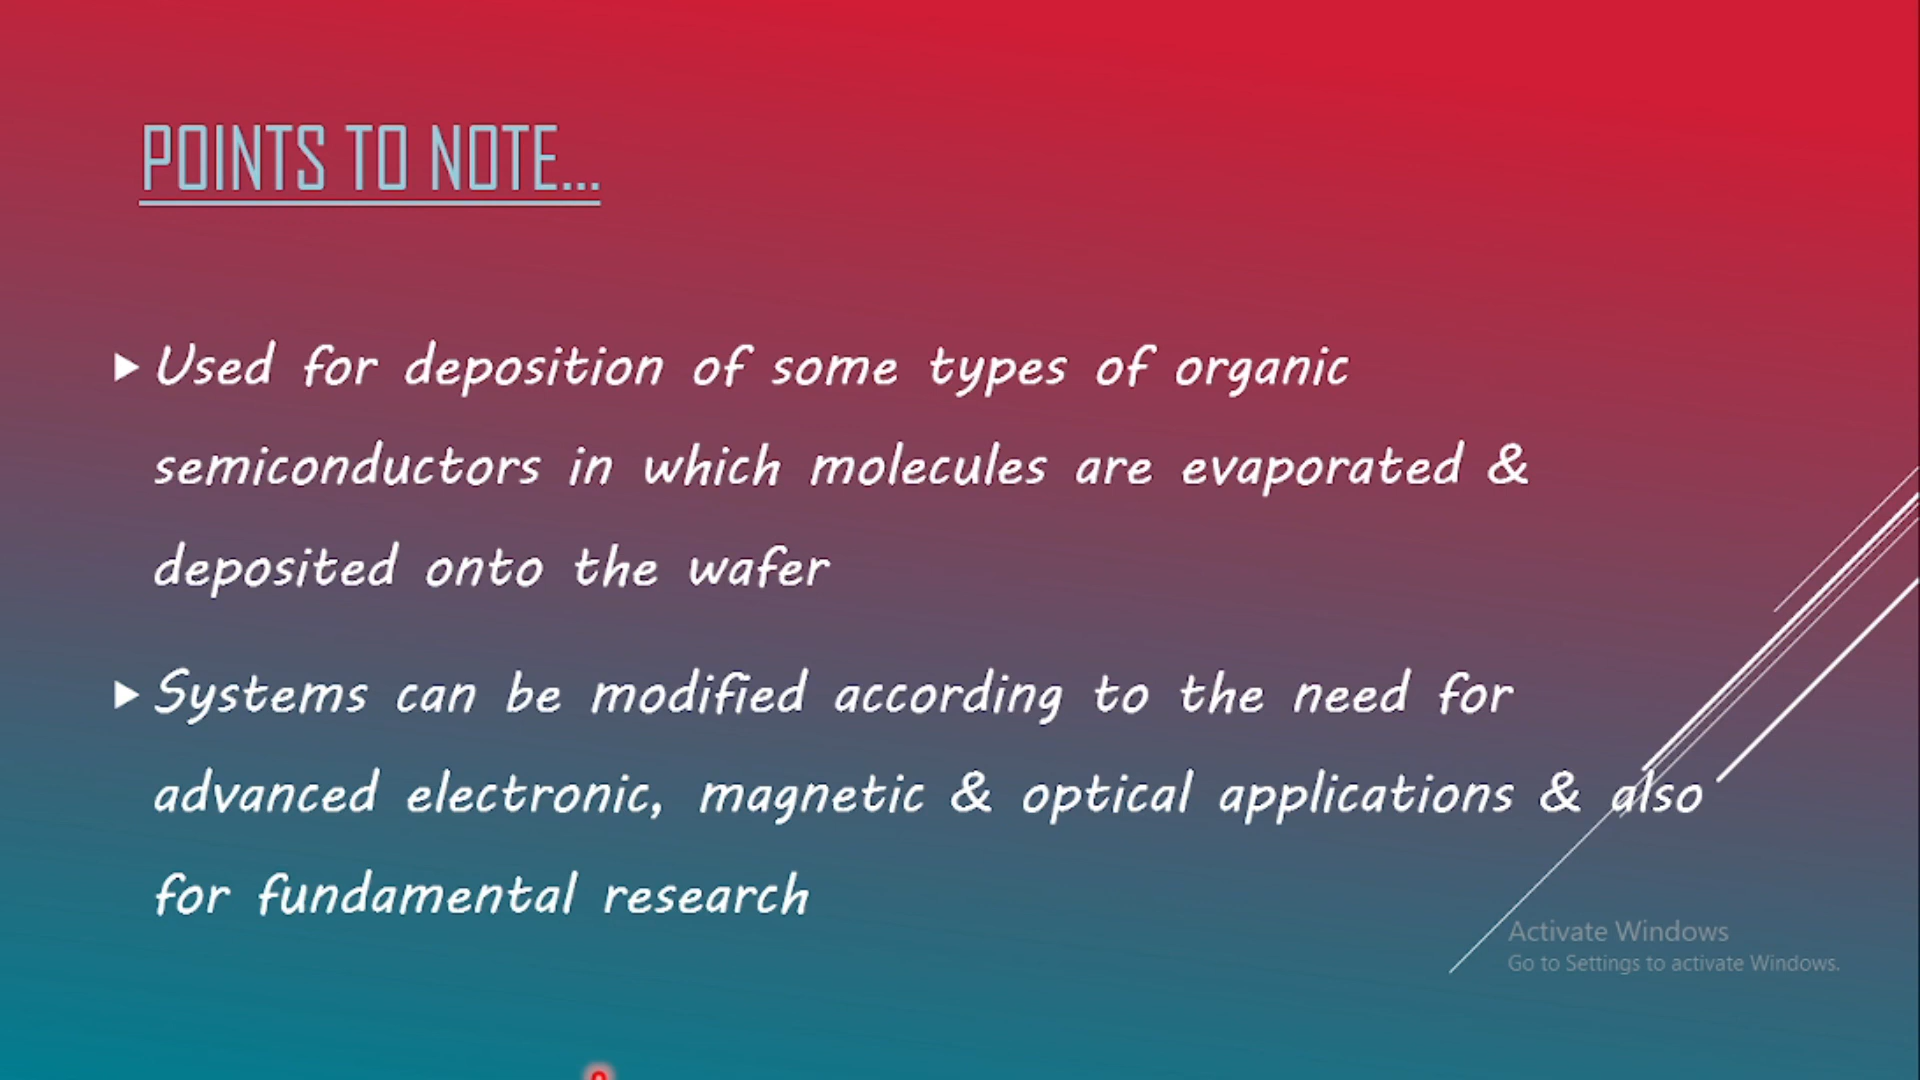 POINTS TO NOTE...
Used for deposition of some types of organic
semiconductors in which molecules are evaporated &
deposited onto the wafer
Systems can be modified according to the need for
advanced electronic, magnetic & optical applications & also
for fundamental research
Activate Windows
Go to Settings to activate Windows.